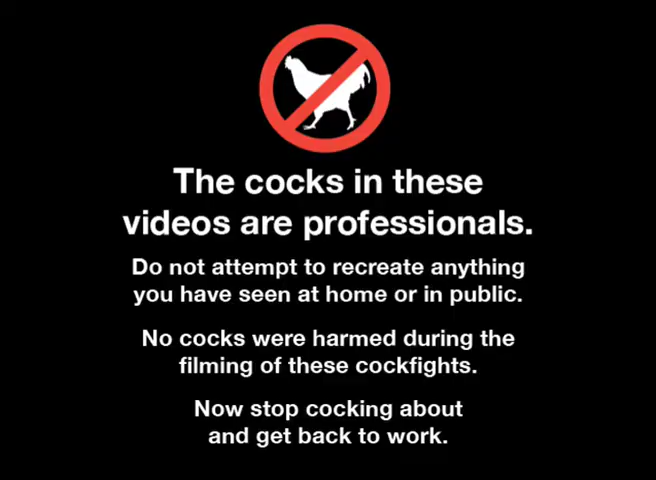 The cocks in these
videos are professionals.
Do not attempt to recreate anything
you have seen at home or in public.
No cocks were harmed during the
filming of these cockfights.
Now stop cocking about
and get back to work.